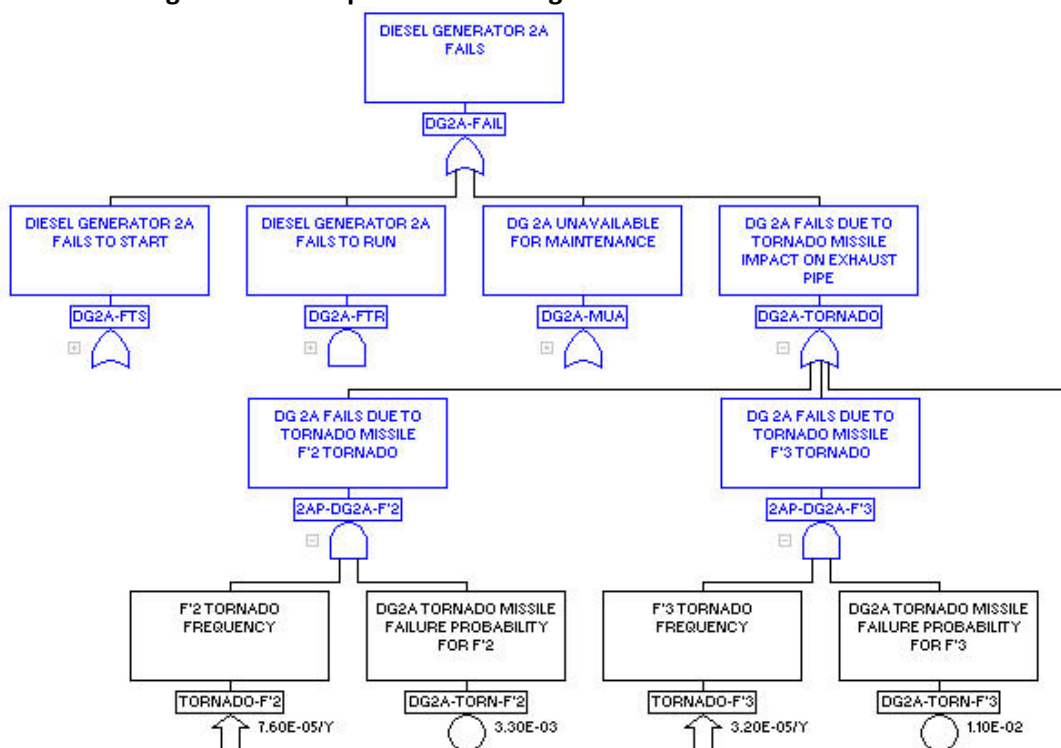 DIESEL GENERATOR 2A
FAILS
DG2A-FAIL
DIESEL GENERATOR 2A
FAILS TO START
DG2A-FTS
DIESEL GENERATOR 2A
FAILS TO RUN
DG2A-FTR
DG 2A UNAVAILABLE
FOR MAINTENANCE
DG2A-MUA
DG 2A FAILS DUE TO
TORNADO MISSILE
IMPACT ON EXHAUST
PIPE
DG2A-TORNADO
DG 2A FAILS DUE TO
TORNADO MISSILE
F'2 TORNADO
2AP-DG2A-F'2
DG 2A FAILS DUE TO
TORNADO MISSILE
F'3 TORNADO
2AP-DG2A-F'3
F'2 TORNADO
FREQUENCY
TORNADO-F'2
7.60E-05/Y
DG2A TORNADO MISSILE
FAILURE PROBABILITY
FOR F'2
DG2A-TORN-F'2
3.30E-03
F'3 TORNADO
FREQUENCY
TORNADO-F'3
3.20E-05/Y
DG2A TORNADO MISSILE
FAILURE PROBABILITY
FOR F'3
DG2A-TORN-F'3
1.10E-02